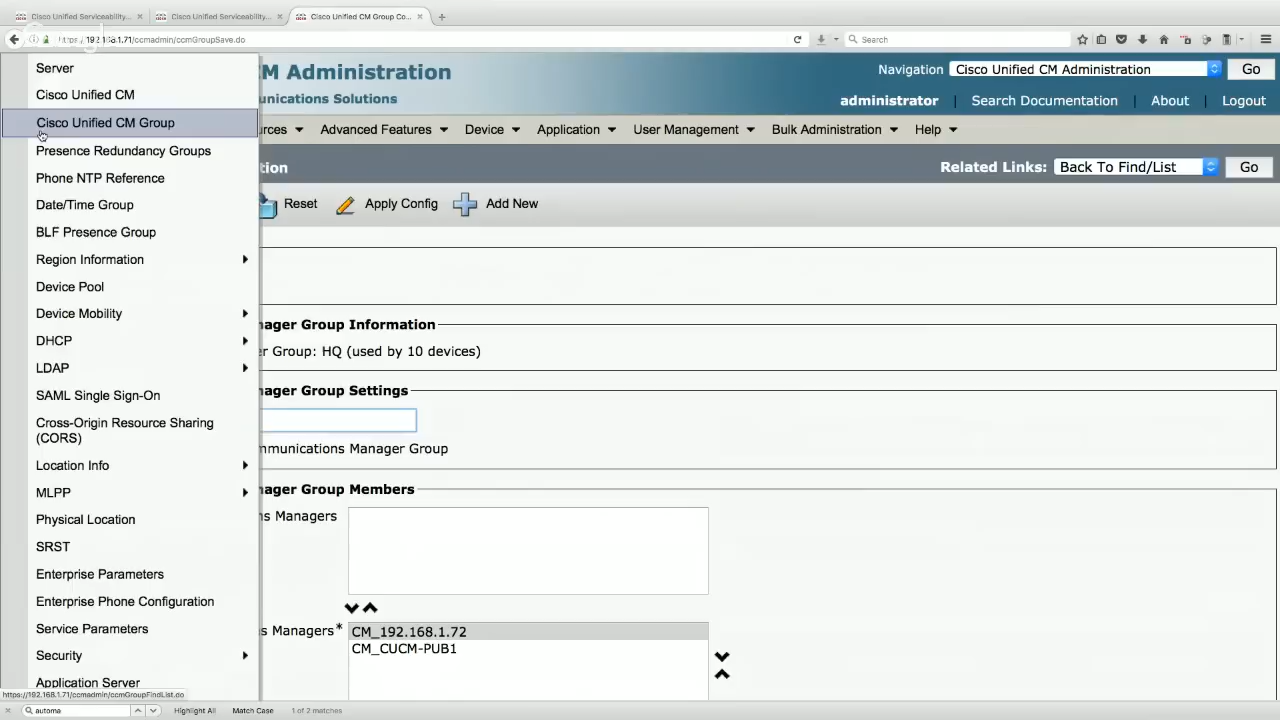 Cisco Unified Serviceability... × Cisco Unified Serviceability... × Cisco Unified CM Group Co... × +
192.168.1.71/ccmadmin/ccmGroupSave.do Search
Server
Cisco Unified CM
Cisco Unified CM Group
Presence Redundancy Groups
Phone NTP Reference
Date/Time Group
BLF Presence Group
Region Information
Device Pool
Device Mobility
DHCP
LDAP
SAML Single Sign-On
Cross-Origin Resource Sharing
(CORS)
Location Info
MLPP
Physical Location
SRST
Enterprise Parameters
Enterprise Phone Configuration
Service Parameters
Security
Application Server
M Administration
unications Solutions
Navigation Cisco Unified CM Administration Go
administrator | Search Documentation | About | Logout
urces Advanced Features Device Application User Management Bulk Administration Help
tion
Related Links: Back To Find/List Go
Reset Apply Config Add New
nager Group Information
er Group: HQ (used by 10 devices)
nager Group Settings
mmunications Manager Group
nager Group Members
ns Managers
s Managers*
CM_192.168.1.72
CM_CUCM-PUB1
https://192.168.1.71/ccmadmin/ccmGroupFindList.do
× automa Highlight All Match Case 1 of 2 matches